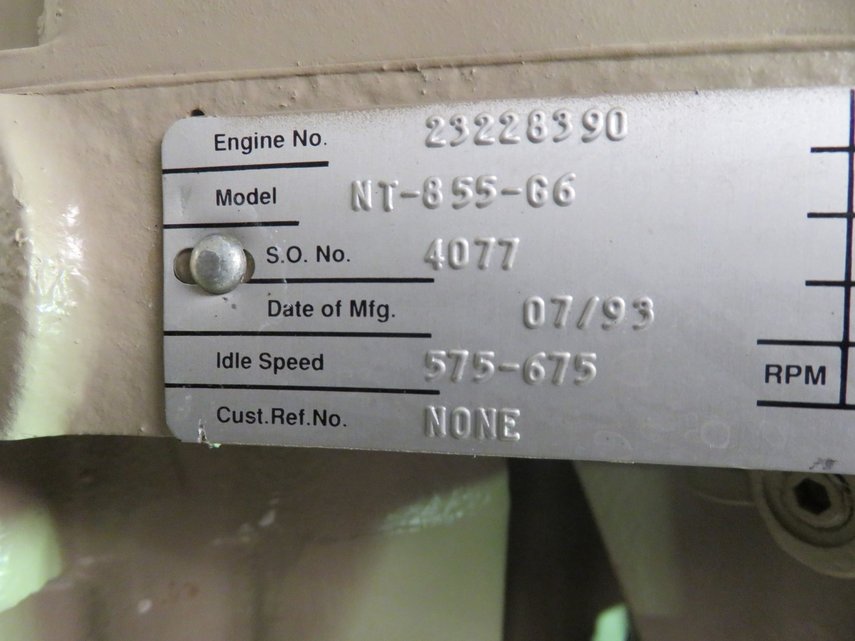 Engine No. 23228390
Model NT-855-G6
S.O. No. 4077
Date of Mfg. 07/93
Idle Speed 575-675 RPM
Cust.Ref.No. NONE